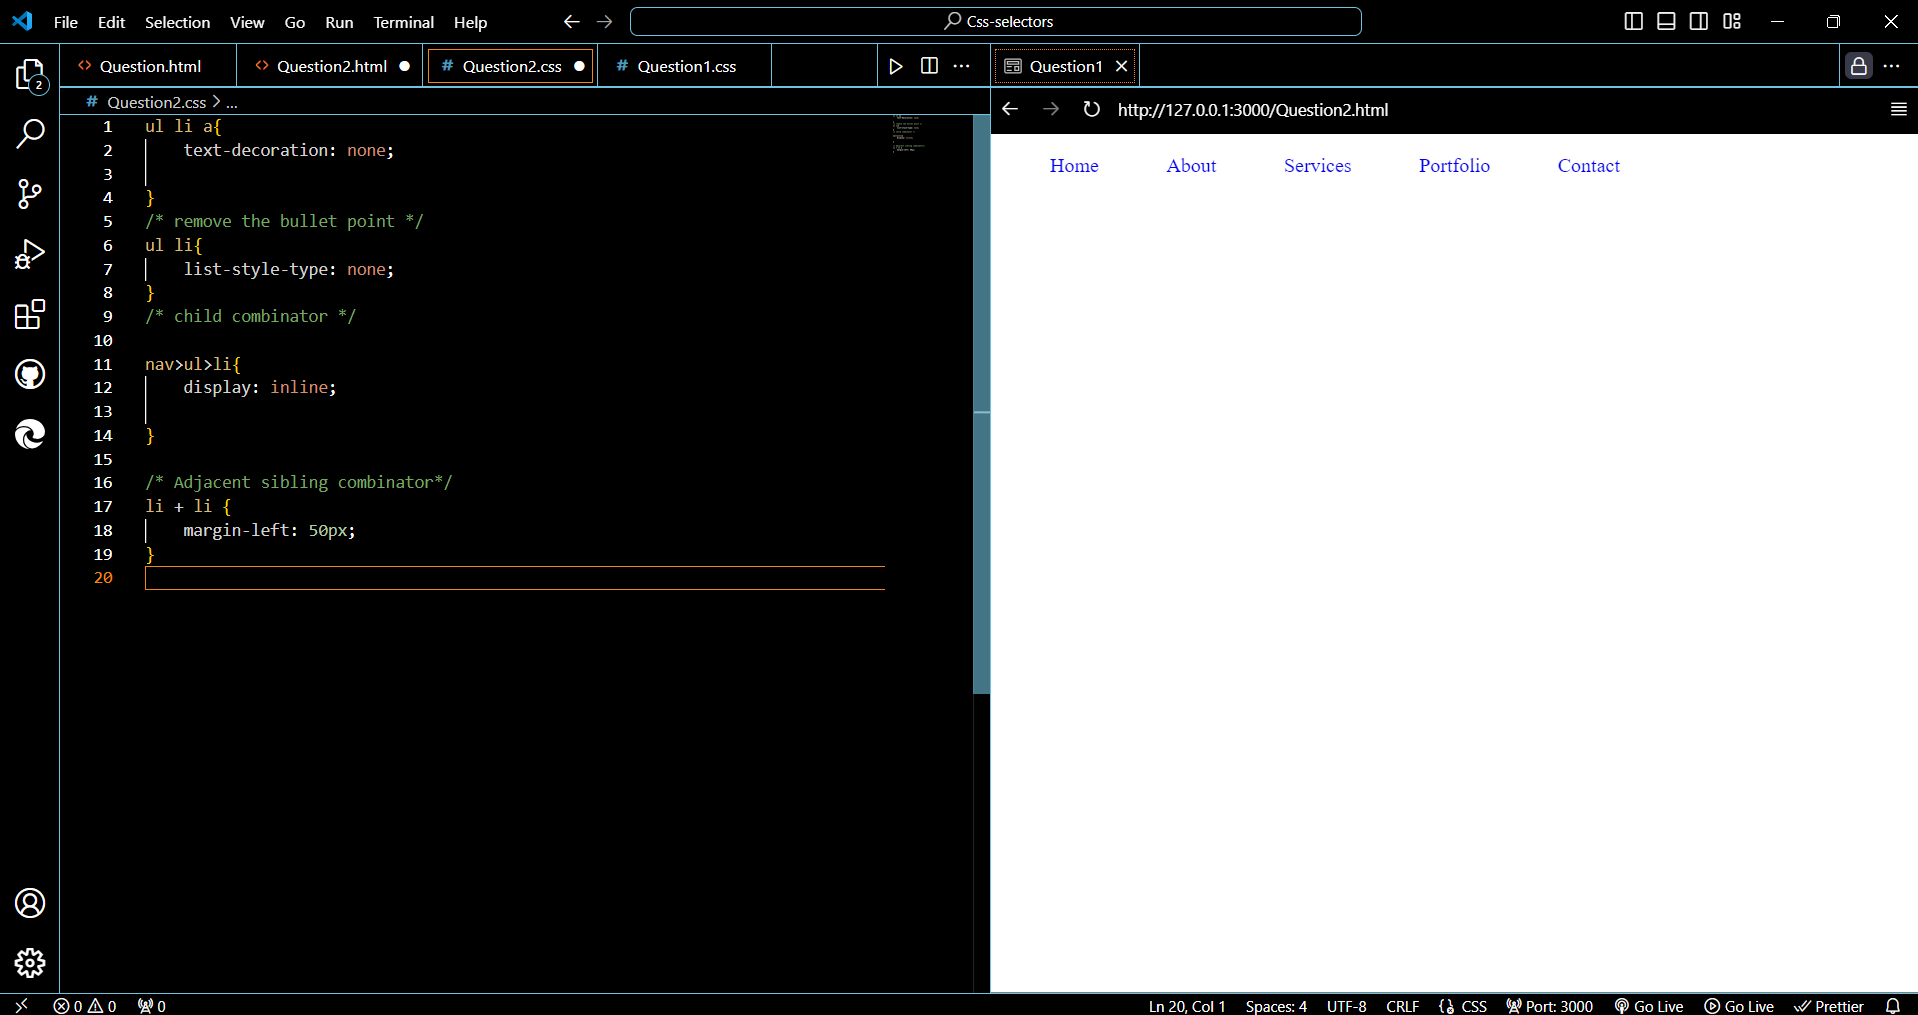 File Edit Selection View Go Run Terminal Help Css-selectors
Question.html Question2.html Question2.css Question1.css Question1
# Question2.css > ...
http://127.0.0.1:3000/Question2.html
1 ul li a{
2 text-decoration: none;
3
4 }
5 /* remove the bullet point */
6 ul li{
7 list-style-type: none;
8 }
9 /* child combinator */
10
11 nav>ul>li{
12 display: inline;
13
14 }
15
16 /* Adjacent sibling combinator*/
17 li + li {
18 margin-left: 50px;
19 }
20
Home About Services Portfolio Contact
2
0 0 0 Ln 20, Col 1 Spaces: 4 UTF-8 CRLF CSS Port: 3000 Go Live Go Live Prettier